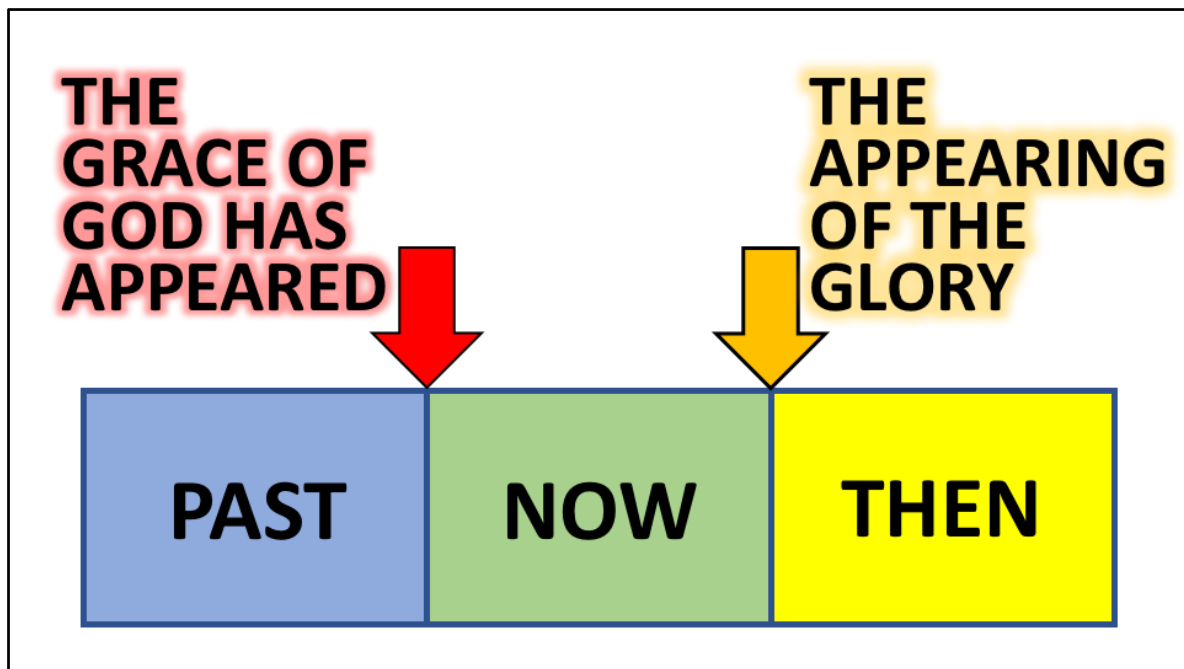 THE
GRACE OF
GOD HAS
APPEARED
THE
APPEARING
OF THE
GLORY
PAST
NOW
THEN